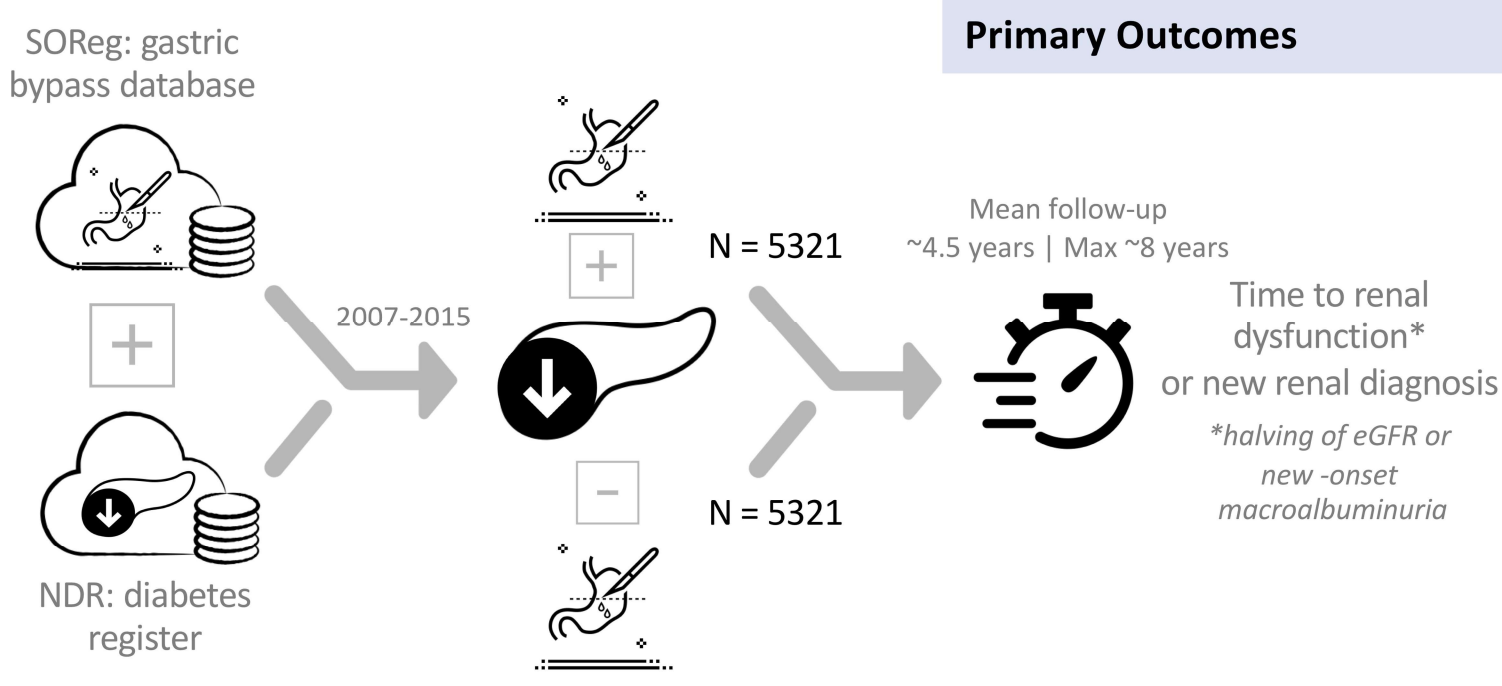 SOReg: gastric
bypass database
NDR: diabetes
register
2007-2015
N = 5321
N = 5321
Primary Outcomes
Mean follow-up
~4.5 years | Max ~8 years
Time to renal
dysfunction*
or new renal diagnosis
*halving of eGFR or
new -onset
macroalbuminuria